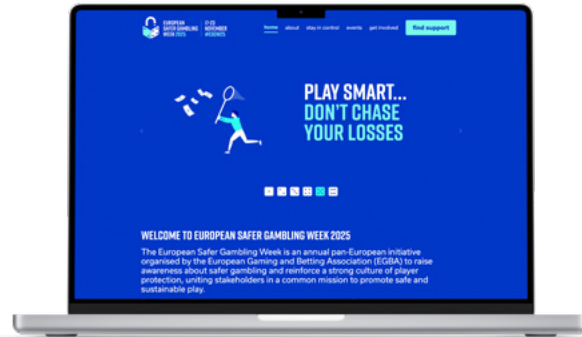 EUROPEAN
SAFER GAMBLING
WEEK 2025
17-23
NOVEMBER
#ESGW25
home about stay in control events get involved find support
PLAY SMART...
DON'T CHASE
YOUR LOSSES
WELCOME TO EUROPEAN SAFER GAMBLING WEEK 2025
The European Safer Gambling Week is an annual pan-European initiative
organised by the European Gaming and Betting Association (EGBA) to raise
awareness about safer gambling and reinforce a strong culture of player
protection, uniting stakeholders in a common mission to promote safe and
sustainable play.